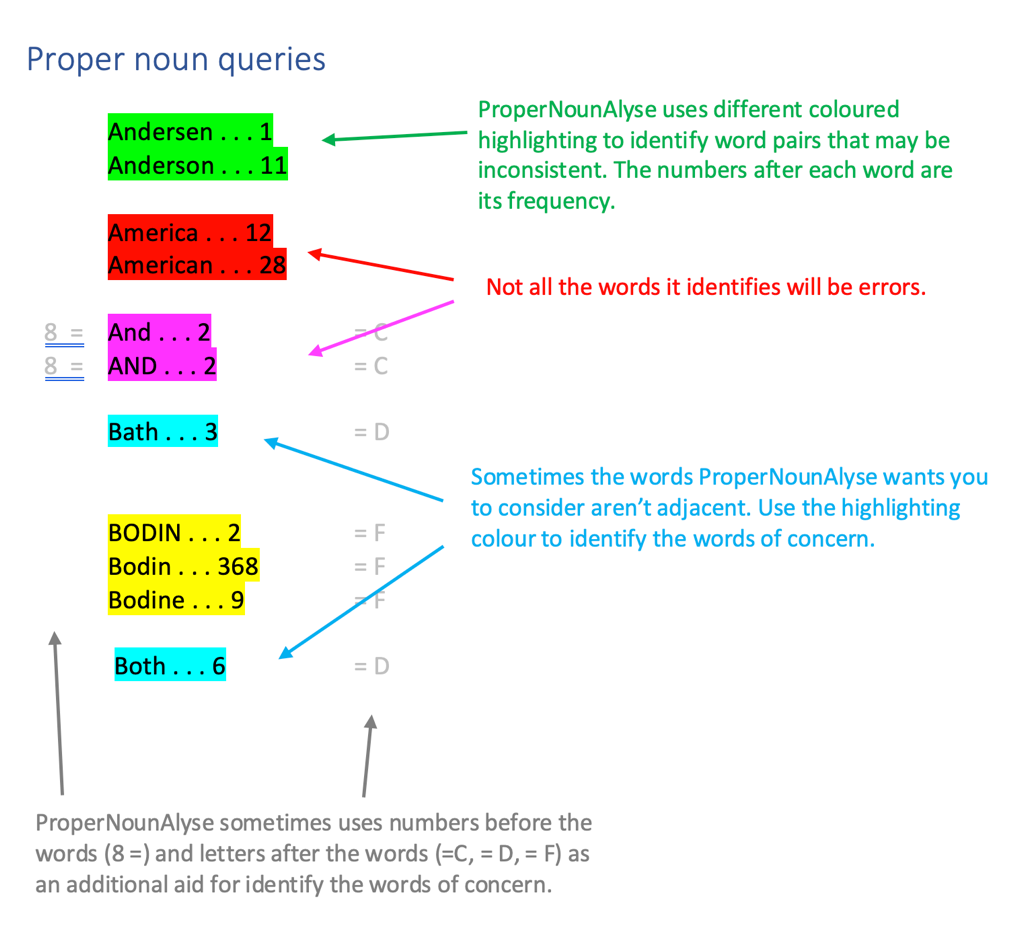 Proper noun queries
Andersen . . . 1
Anderson . . . 11
ProperNounAlyse uses different coloured
highlighting to identify word pairs that may be
inconsistent. The numbers after each word are
its frequency.
America . . . 12
American . . . 28
Not all the words it identifies will be errors.
8 = And . . . 2 = C
8 = AND . . . 2 = C
Bath . . . 3 = D
Sometimes the words ProperNounAlyse wants you
to consider aren’t adjacent. Use the highlighting
colour to identify the words of concern.
BODIN . . . 2 = F
Bodin . . . 368 = F
Bodine . . . 9 = F
Both . . . 6 = D
ProperNounAlyse sometimes uses numbers before the
words (8 =) and letters after the words (=C, = D, = F) as
an additional aid for identify the words of concern.